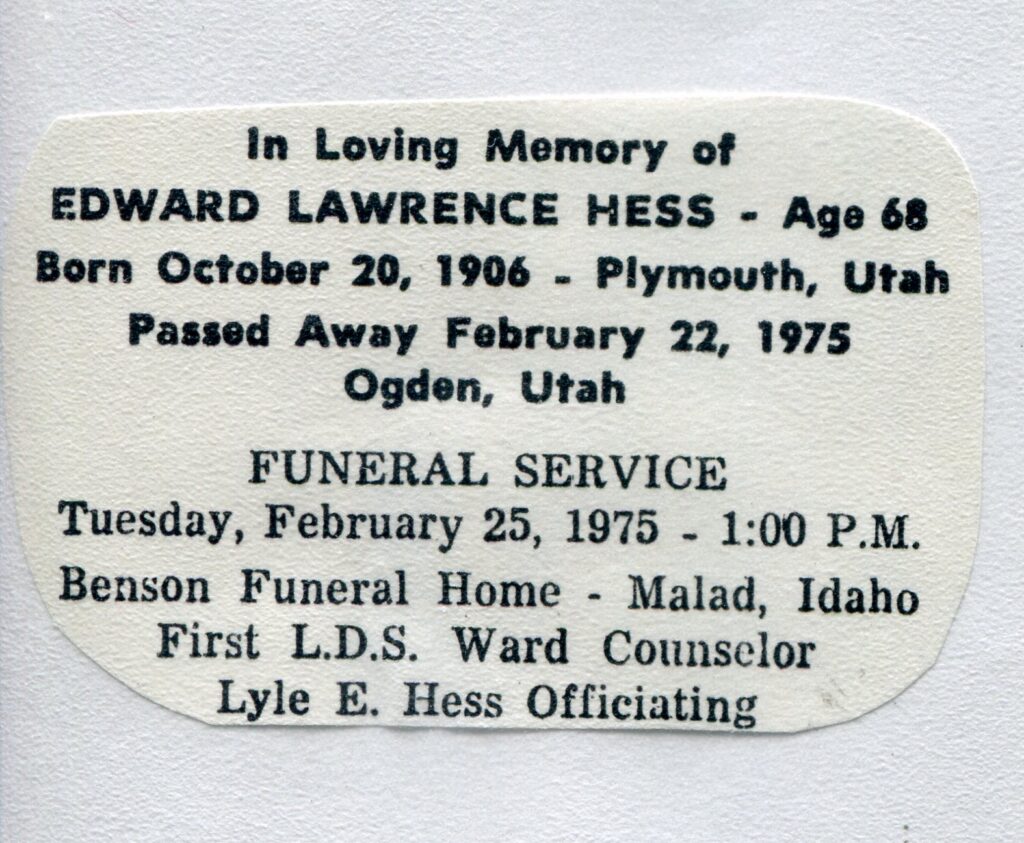 In Loving Memory of
EDWARD LAWRENCE HESS - Age 68
Born October 20, 1906 - Plymouth, Utah
Passed Away February 22, 1975
Ogden, Utah
FUNERAL SERVICE
Tuesday, February 25, 1975 - 1:00 P.M.
Benson Funeral Home - Malad, Idaho
First L.D.S. Ward Counselor
Lyle E. Hess Officiating